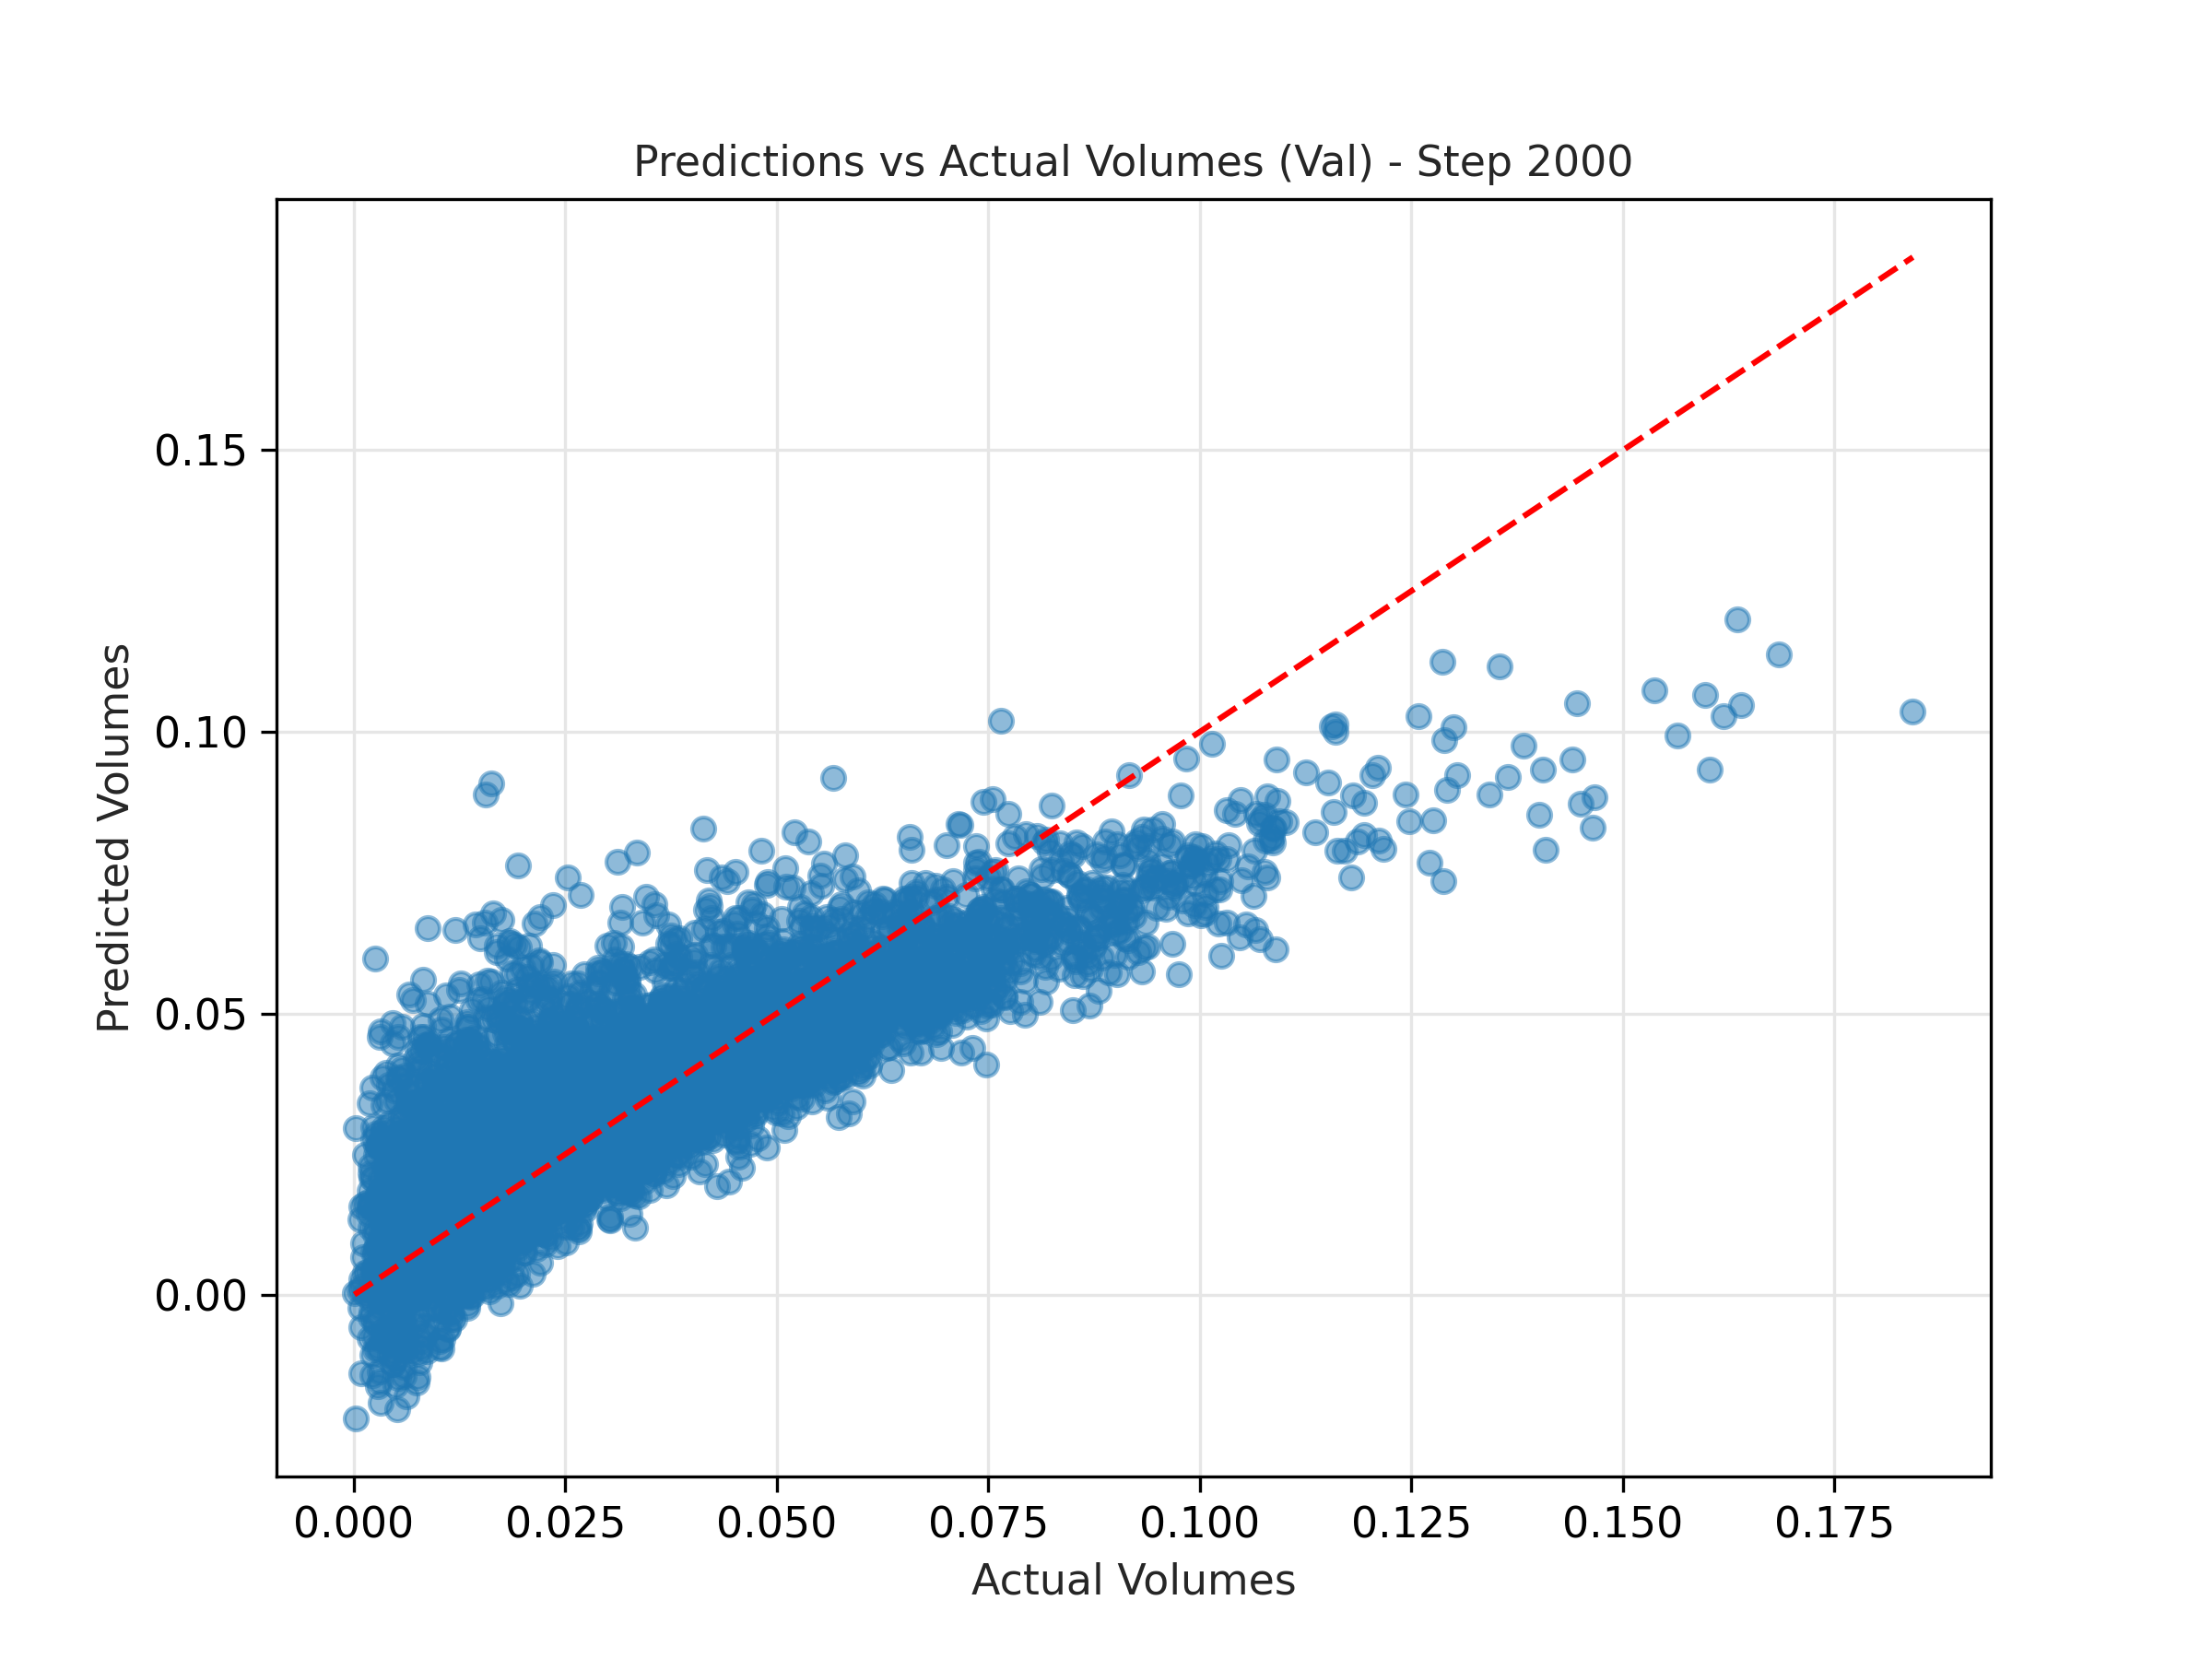 Predictions vs Actual Volumes (Val) - Step 2000
Predicted Volumes
0.15
0.10
0.05
0.00
0.000 0.025 0.050 0.075 0.100 0.125 0.150 0.175
Actual Volumes